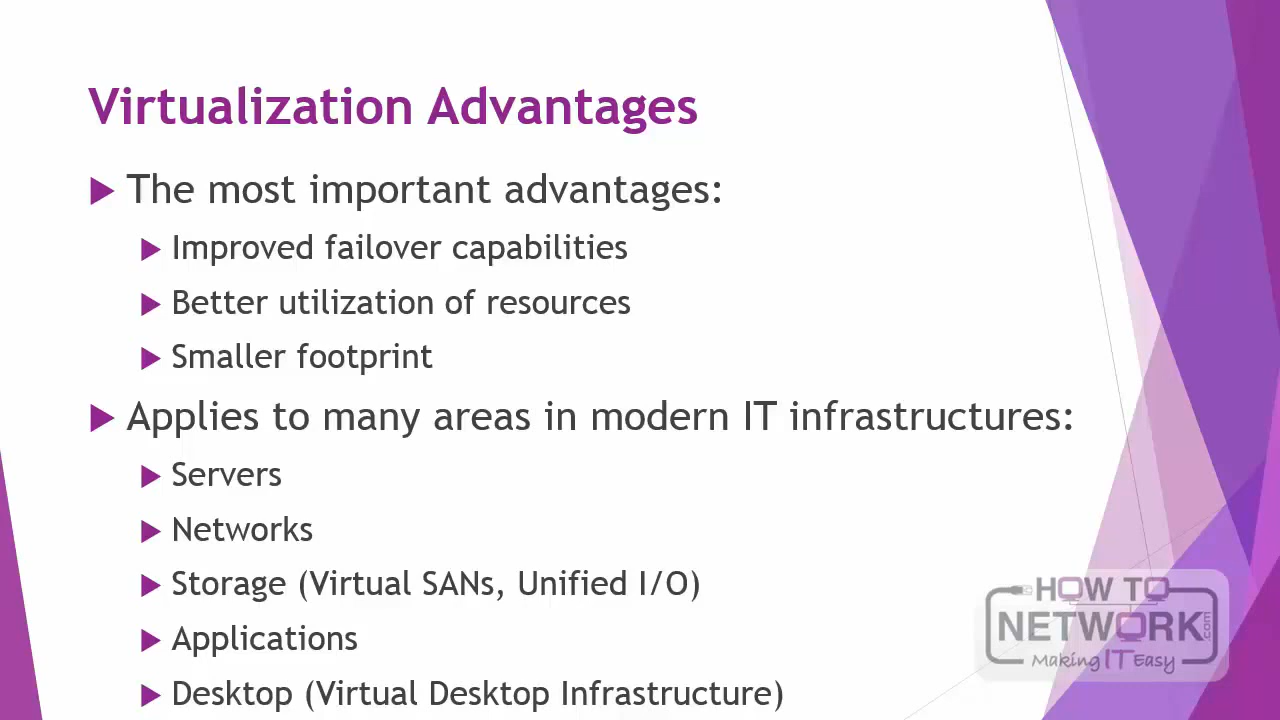 Virtualization Advantages
The most important advantages:
Improved failover capabilities
Better utilization of resources
Smaller footprint
Applies to many areas in modern IT infrastructures:
Servers
Networks
Storage (Virtual SANs, Unified I/O)
Applications
Desktop (Virtual Desktop Infrastructure)
HOW TO
NETWORK.com
Making IT Easy